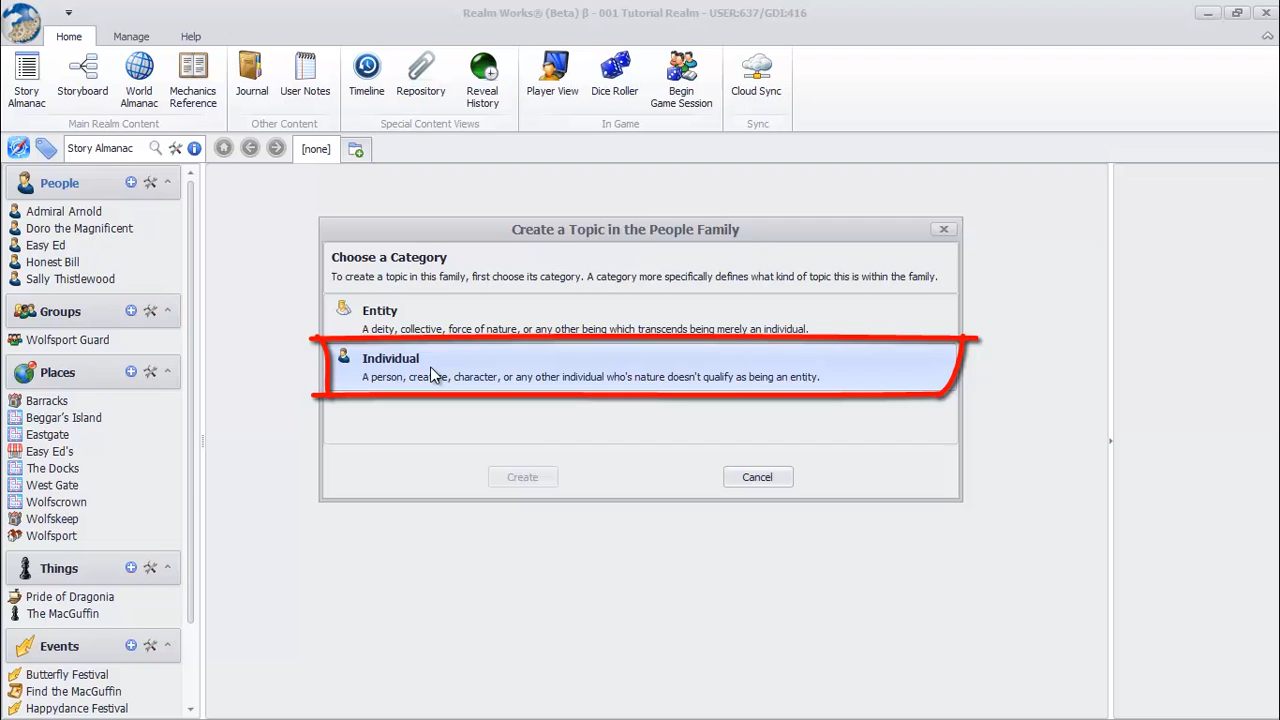 Realm Works® (Beta) β - 001 Tutorial Realm - USER:637/GDI:416
Home Manage Help
Story Almanac Storyboard World Almanac Mechanics Reference Journal User Notes Timeline Repository Reveal History Player View Dice Roller Begin Game Session Cloud Sync
Main Realm Content Other Content Special Content Views In Game Sync
Story Almanac [none]
People
Admiral Arnold
Doro the Magnificent
Easy Ed
Honest Bill
Sally Thistlewood
Groups
Wolfsport Guard
Places
Barracks
Beggar's Island
Eastgate
Easy Ed's
The Docks
West Gate
Wolfscrown
Wolfskeep
Wolfsport
Things
Pride of Dragonia
The MacGuffin
Events
Butterfly Festival
Find the MacGuffin
Happydance Festival
Create a Topic in the People Family
Choose a Category
To create a topic in this family, first choose its category. A category more specifically defines what kind of topic this is within the family.
Entity
A deity, collective, force of nature, or any other being which transcends being merely an individual.
Individual
A person, character, or any other individual who's nature doesn't qualify as being an entity.
Create Cancel